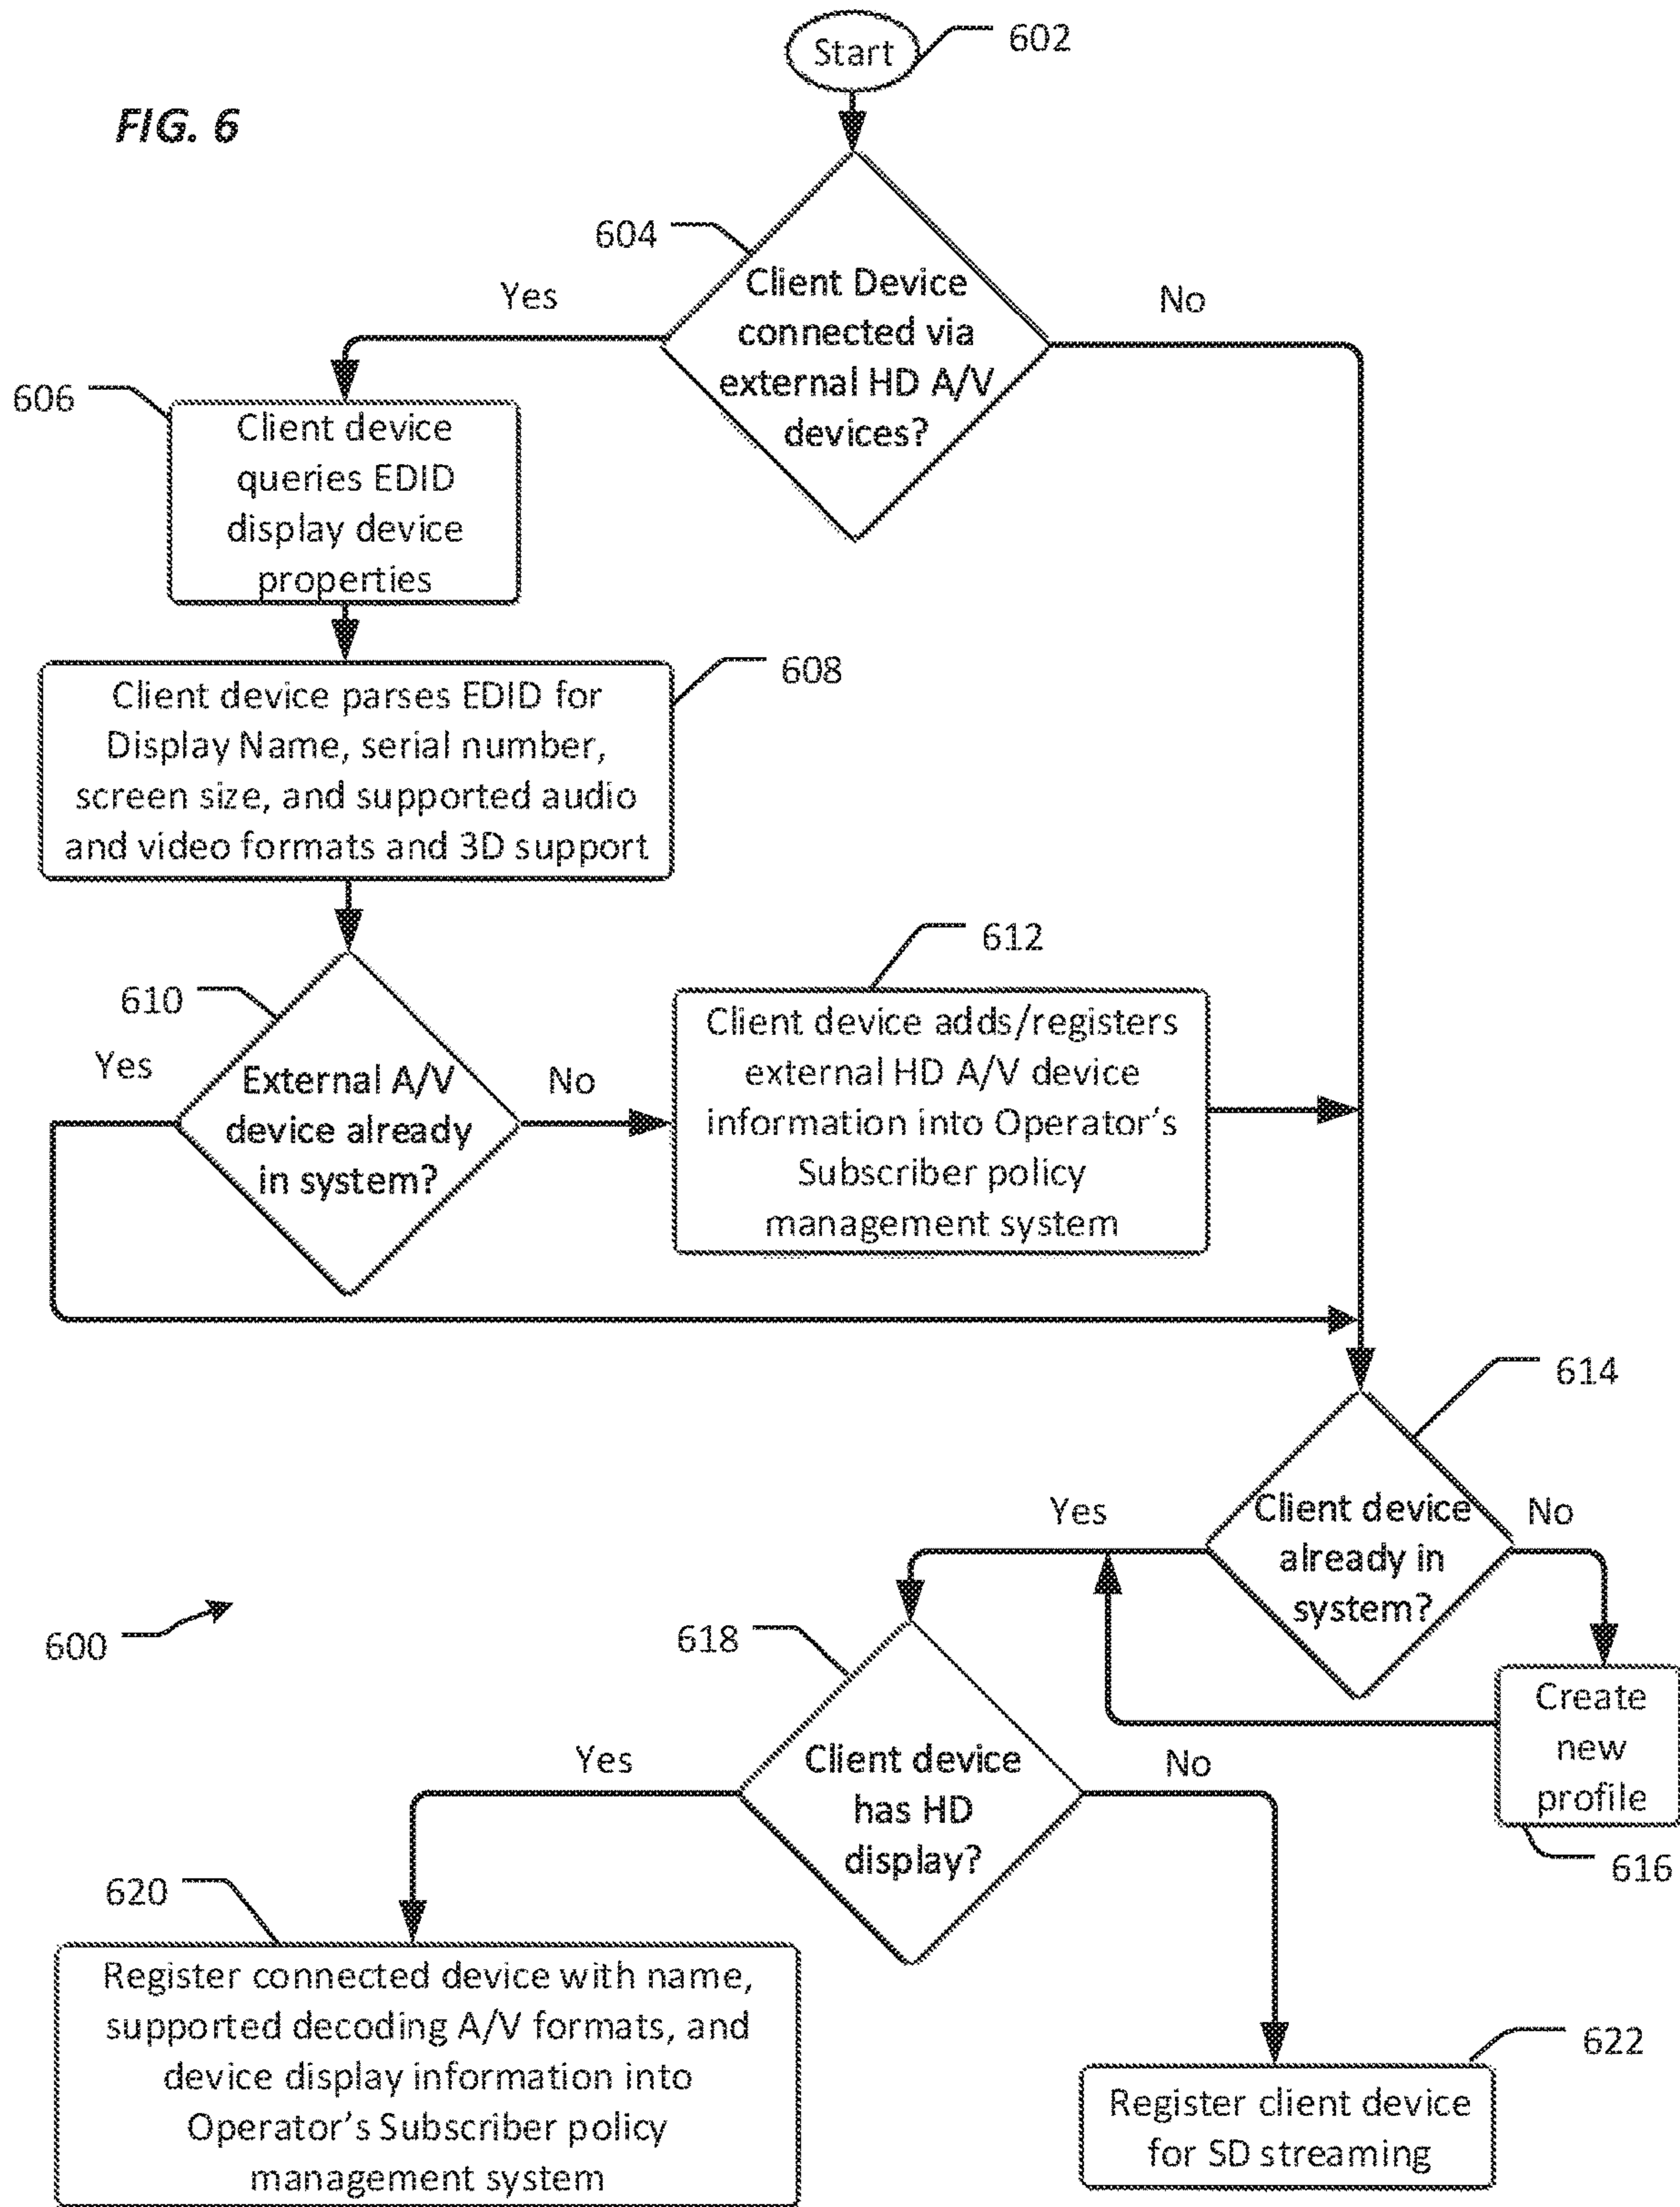 Start
602
FIG. 6
604
Client Device
connected via
external HD A/V
devices?
Yes
No
606
Client device
queries EDID
display device
properties
608
Client device parses EDID for
Display Name, serial number,
screen size, and supported audio
and video formats and 3D support
610
External A/V
device already
in system?
Yes
No
612
Client device adds/registers
external HD A/V device
information into Operator's
Subscriber policy
management system
614
Client device
already in
system?
Yes
No
600
616
Create
new
profile
618
Client device
has HD
display?
Yes
No
620
Register connected device with name,
supported decoding A/V formats, and
device display information into
Operator's Subscriber policy
management system
622
Register client device
for SD streaming